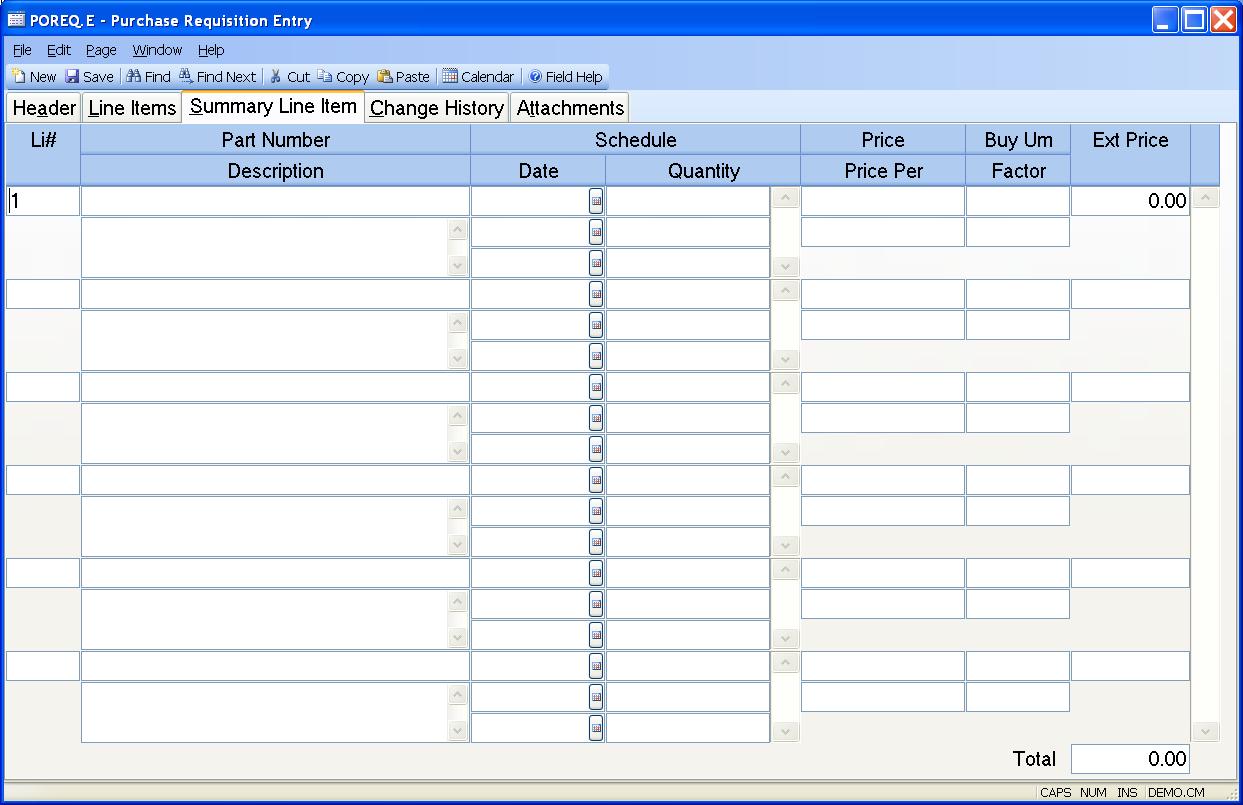 POREQ.E - Purchase Requisition Entry
File Edit Page Window Help
New Save Find Find Next Cut Copy Paste Calendar Field Help
Header Line Items Summary Line Item Change History Attachments
Li# Part Number Schedule Price Buy Um Ext Price
Description Date Quantity Price Per Factor
1 0.00
Total 0.00
CAPS NUM INS DEMO.CM